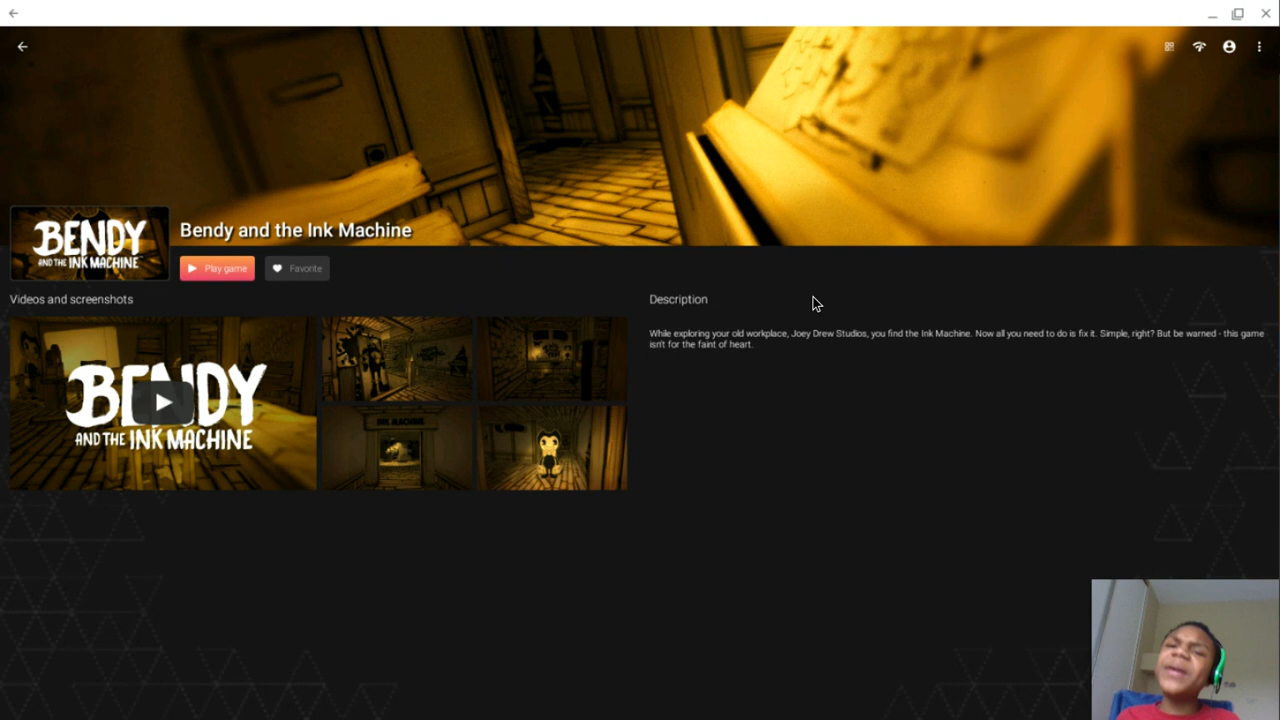 Bendy and the Ink Machine
BENDY
AND THE INK MACHINE
Play game
Favorite
Videos and screenshots
Description
While exploring your old workplace, Joey Drew Studios, you find the Ink Machine. Now all you need to do is fix it. Simple, right? But be warned - this game
isn't for the faint of heart.
BENDY
AND THE INK MACHINE
INK MACHINE